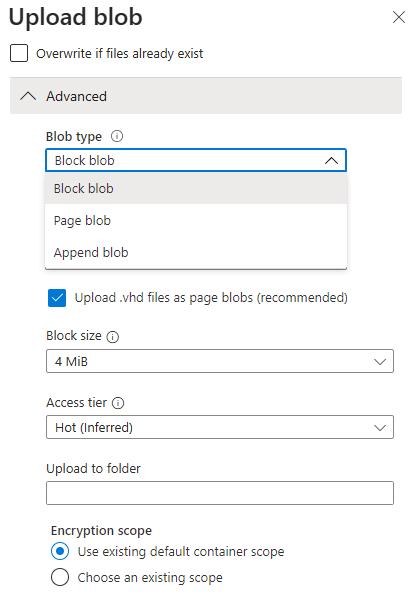 Upload blob
Overwrite if files already exist
Advanced
Blob type
Block blob
Block blob
Page blob
Append blob
Upload .vhd files as page blobs (recommended)
Block size
4 MiB
Access tier
Hot (Inferred)
Upload to folder
Encryption scope
Use existing default container scope
Choose an existing scope